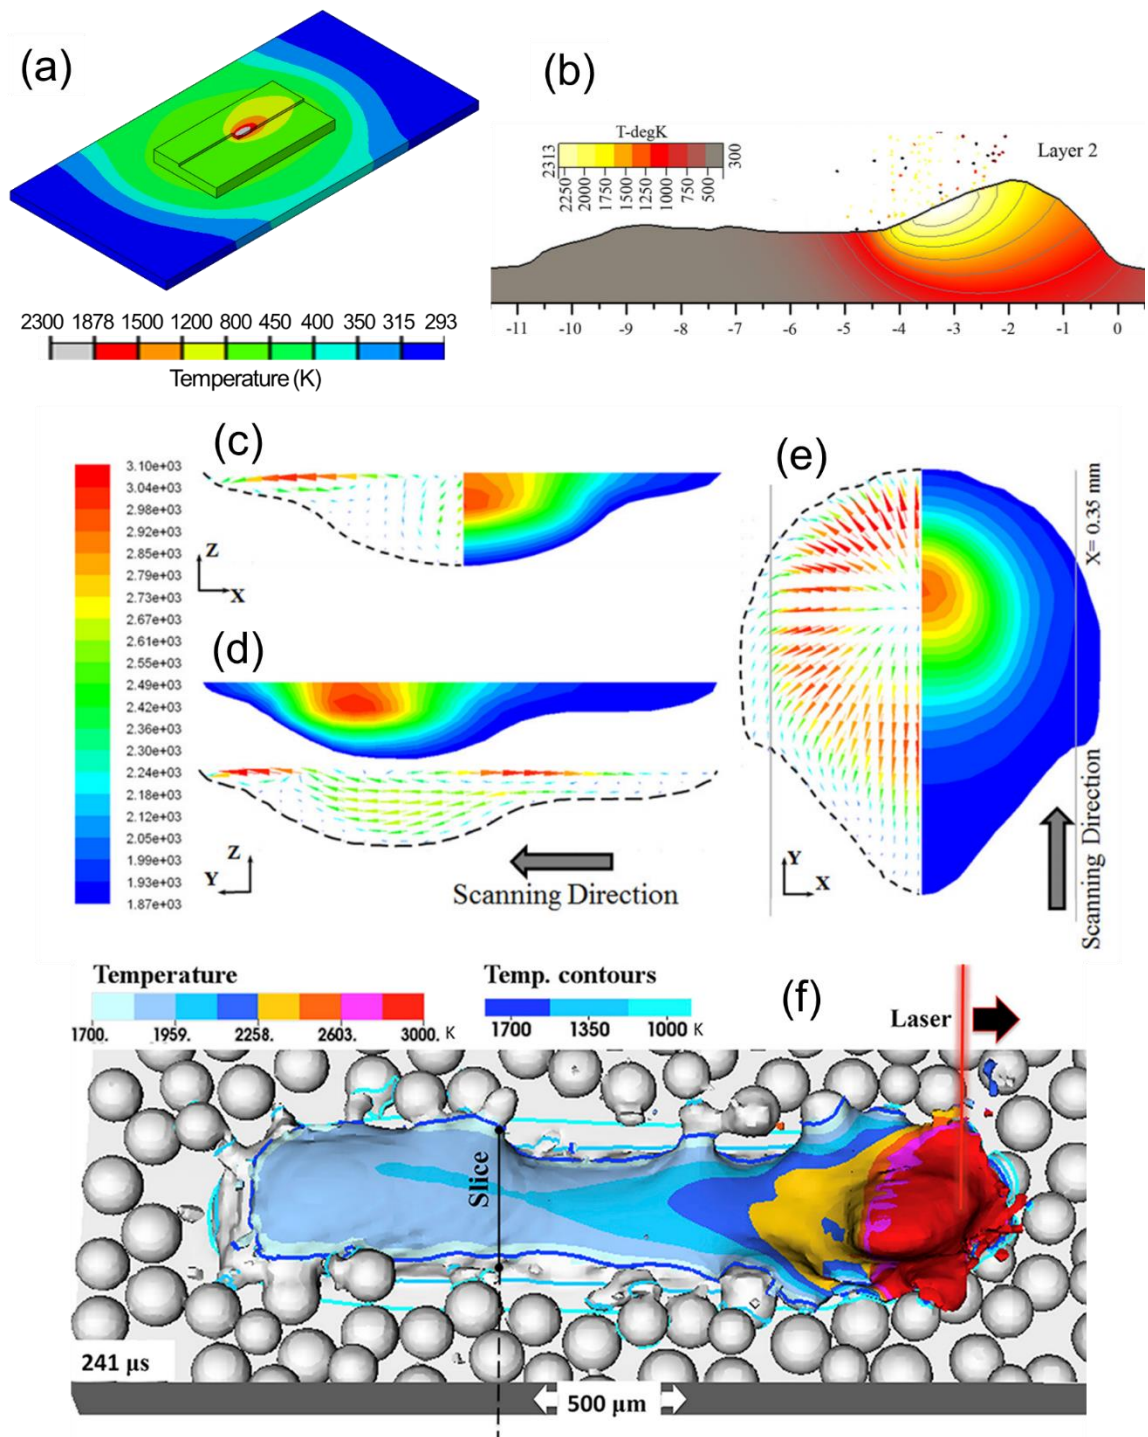 (a)
2300 1878 1500 1200 800 450 400 350 315 293
Temperature (K)
(b)
T-degK
2313
2250
2000
1750
1500
1250
1000
750
500
300
Layer 2
-11 -10 -9 -8 -7 -6 -5 -4 -3 -2 -1 0
(c)
3.10e+03
3.04e+03
2.98e+03
2.92e+03
2.85e+03
2.79e+03
2.73e+03
2.67e+03
2.61e+03
2.55e+03
2.49e+03
2.43e+03
2.36e+03
2.30e+03
2.24e+03
2.18e+03
2.12e+03
2.05e+03
1.99e+03
1.93e+03
1.87e+03
Z
X
(d)
Z
Y
Scanning Direction
(e)
X= 0.35 mm
Y
X
Scanning Direction
Temperature
1700. 1959. 2258. 2603. 3000. K
Temp. contours
1700 1350 1000 K
(f)
Laser
Slice
241 µs
500 µm